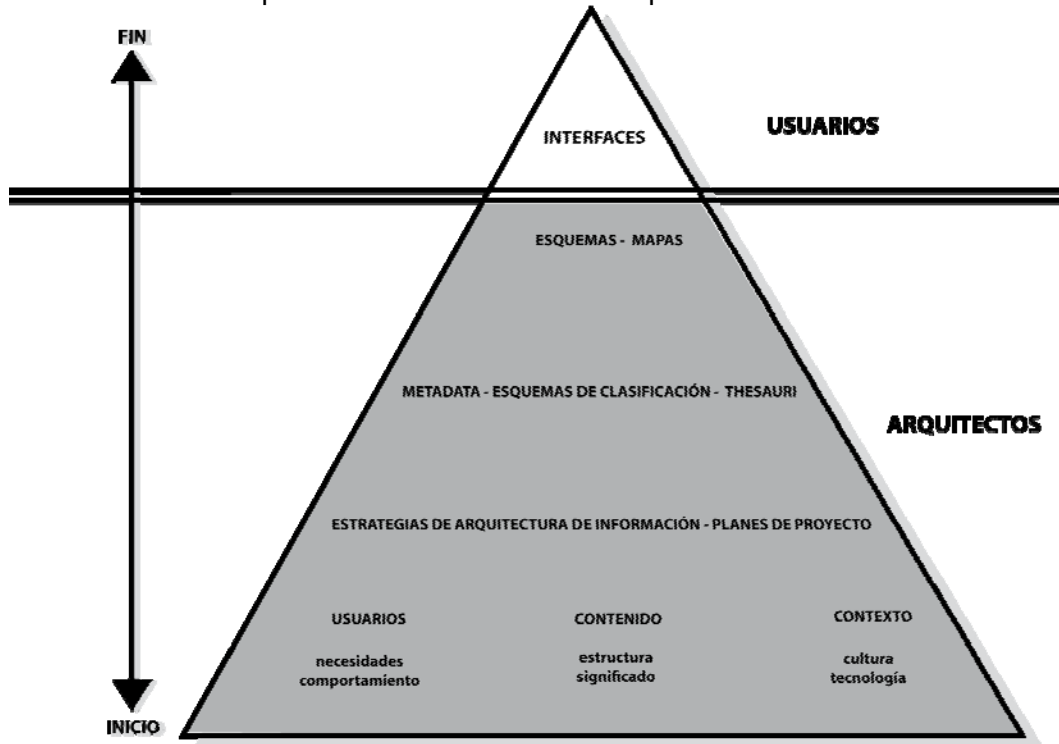 FIN
USUARIOS
INTERFACES
ESQUEMAS - MAPAS
METADATA - ESQUEMAS DE CLASIFICACIÓN - THESAURI
ARQUITECTOS
ESTRATEGIAS DE ARQUITECTURA DE INFORMACIÓN - PLANES DE PROYECTO
USUARIOS
necesidades
comportamiento
CONTENIDO
estructura
significado
CONTEXTO
cultura
tecnología
INICIO